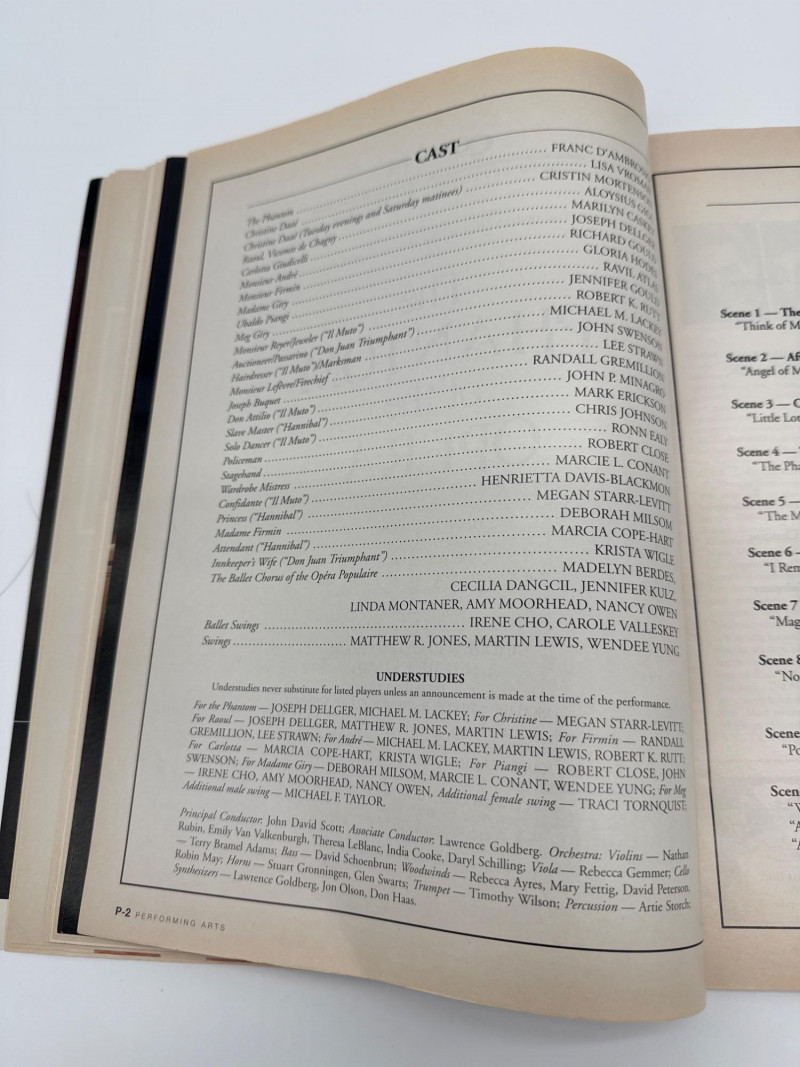 CAST
The Phantom ........ FRANC D'AMBROS
Christine Daaé ........ LISA VROMAN
Christine Daaé (Tuesday evenings and Saturday matinees) ........ CRISTIN MORTENSON
Raoul, Vicomte de Chagny ........ ALOYSIUS
Carlotta Giudicelli ........ MARILYN
Monsieur André ........ JOSEPH DELLGER
Monsieur Firmin ........ RICHARD GOULD
Madame Giry ........ GLORIA HODES
Ubaldo Piangi ........ RAVIL ATLAS
Meg Giry ........ JENNIFER GOULD
Monsieur Reyer/Jeweler ("Il Muto") ........ ROBERT K. RUTT
Auctioneer/Passarino ("Don Juan Triumphant") ........ MICHAEL M. LACKEY
Hairdresser ("Il Muto")/Marksman ........ JOHN SWENSON
Monsieur Lefèvre/Firechief ........ LEE STRAWN
Joseph Buquet ........ RANDALL GREMILLION
Don Attilio ("Il Muto") ........ JOHN P. MINAGRO
Slave Master ("Hannibal") ........ MARK ERICKSON
Solo Dancer ("Il Muto") ........ CHRIS JOHNSON
Policeman ........ RONN EALY
Stagehand ........ ROBERT CLOSE
Wardrobe Mistress ........ MARCIE L. CONANT
Confidante ("Il Muto") ........ HENRIETTA DAVIS-BLACKMON
Princess ("Hannibal") ........ MEGAN STARR-LEVITT
Madame Firmin ........ DEBORAH MILSOM
Attendant ("Hannibal") ........ MARCIA COPE-HART
Innkeeper's Wife ("Don Juan Triumphant") ........ KRISTA WIGLE
The Ballet Chorus of the Opéra Populaire ........ MADELYN BERDES,
CECILIA DANGCIL, JENNIFER KULZ,
LINDA MONTANER, AMY MOORHEAD, NANCY OWEN
Ballet Swings ........ IRENE CHO, CAROLE VALLESKEY
Swings ........ MATTHEW R. JONES, MARTIN LEWIS, WENDEE YUNG
UNDERSTUDIES
Understudies never substitute for listed players unless an announcement is made at the time of the performance.
For the Phantom — JOSEPH DELLGER, MICHAEL M. LACKEY; For Christine — MEGAN STARR-LEVITT;
For Raoul — JOSEPH DELLGER, MATTHEW R. JONES, MARTIN LEWIS; For Firmin — RANDALL
GREMILLION, LEE STRAWN; For André — MICHAEL M. LACKEY, MARTIN LEWIS, ROBERT K. RUTT;
For Carlotta — MARCIA COPE-HART, KRISTA WIGLE; For Piangi — ROBERT CLOSE, JOHN
SWENSON; For Madame Giry — DEBORAH MILSOM, MARCIE L. CONANT, WENDEE YUNG; For Meg
— IRENE CHO, AMY MOORHEAD, NANCY OWEN, Additional female swing — TRACI TORNQUIST;
Additional male swing — MICHAEL F. TAYLOR.
Principal Conductor: John David Scott; Associate Conductor: Lawrence Goldberg. Orchestra: Violins — Nathan
Rubin, Emily Van Valkenburgh, Theresa LeBlanc, India Cooke, Daryl Schilling; Viola — Rebecca Gemmer; Cello
— Terry Bramel Adams; Bass — David Schoenbrun; Woodwinds — Rebecca Ayres, Mary Fettig, David Peterson,
Robin May; Horns — Stuart Gronningen, Glen Swarts; Trumpet — Timothy Wilson; Percussion — Artie Storch;
Synthesizers — Lawrence Goldberg, Jon Olson, Don Haas.
P-2 PERFORMING ARTS
Scene 1 — The
"Think of M
Scene 2 — Af
"Angel of M
Scene 3 — C
"Little Lo
Scene 4 —
"The Pha
Scene 5 —
"The M
Scene 6 –
"I Rem
Scene 7
"Mag
Scene 8
"No
Scene
"Po
Scen